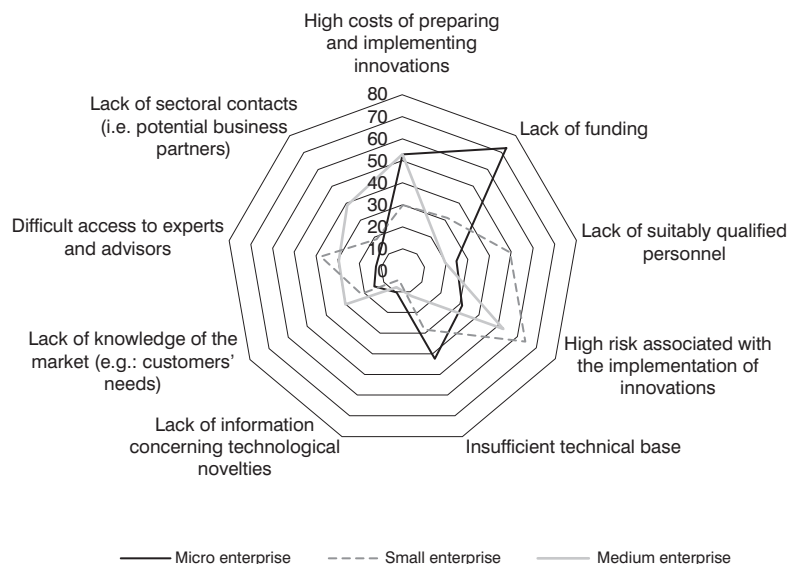 High costs of preparing
and implementing
innovations
Lack of sectoral contacts
(i.e. potential business
partners)
80
70
60
50
40
30
20
10
0
Lack of funding
Difficult access to experts
and advisors
Lack of suitably qualified
personnel
Lack of knowledge of the
market (e.g.: customers’
needs)
High risk associated with
the implementation of
innovations
Lack of information
concerning technological
novelties
Insufficient technical base
Micro enterprise
Small enterprise
Medium enterprise